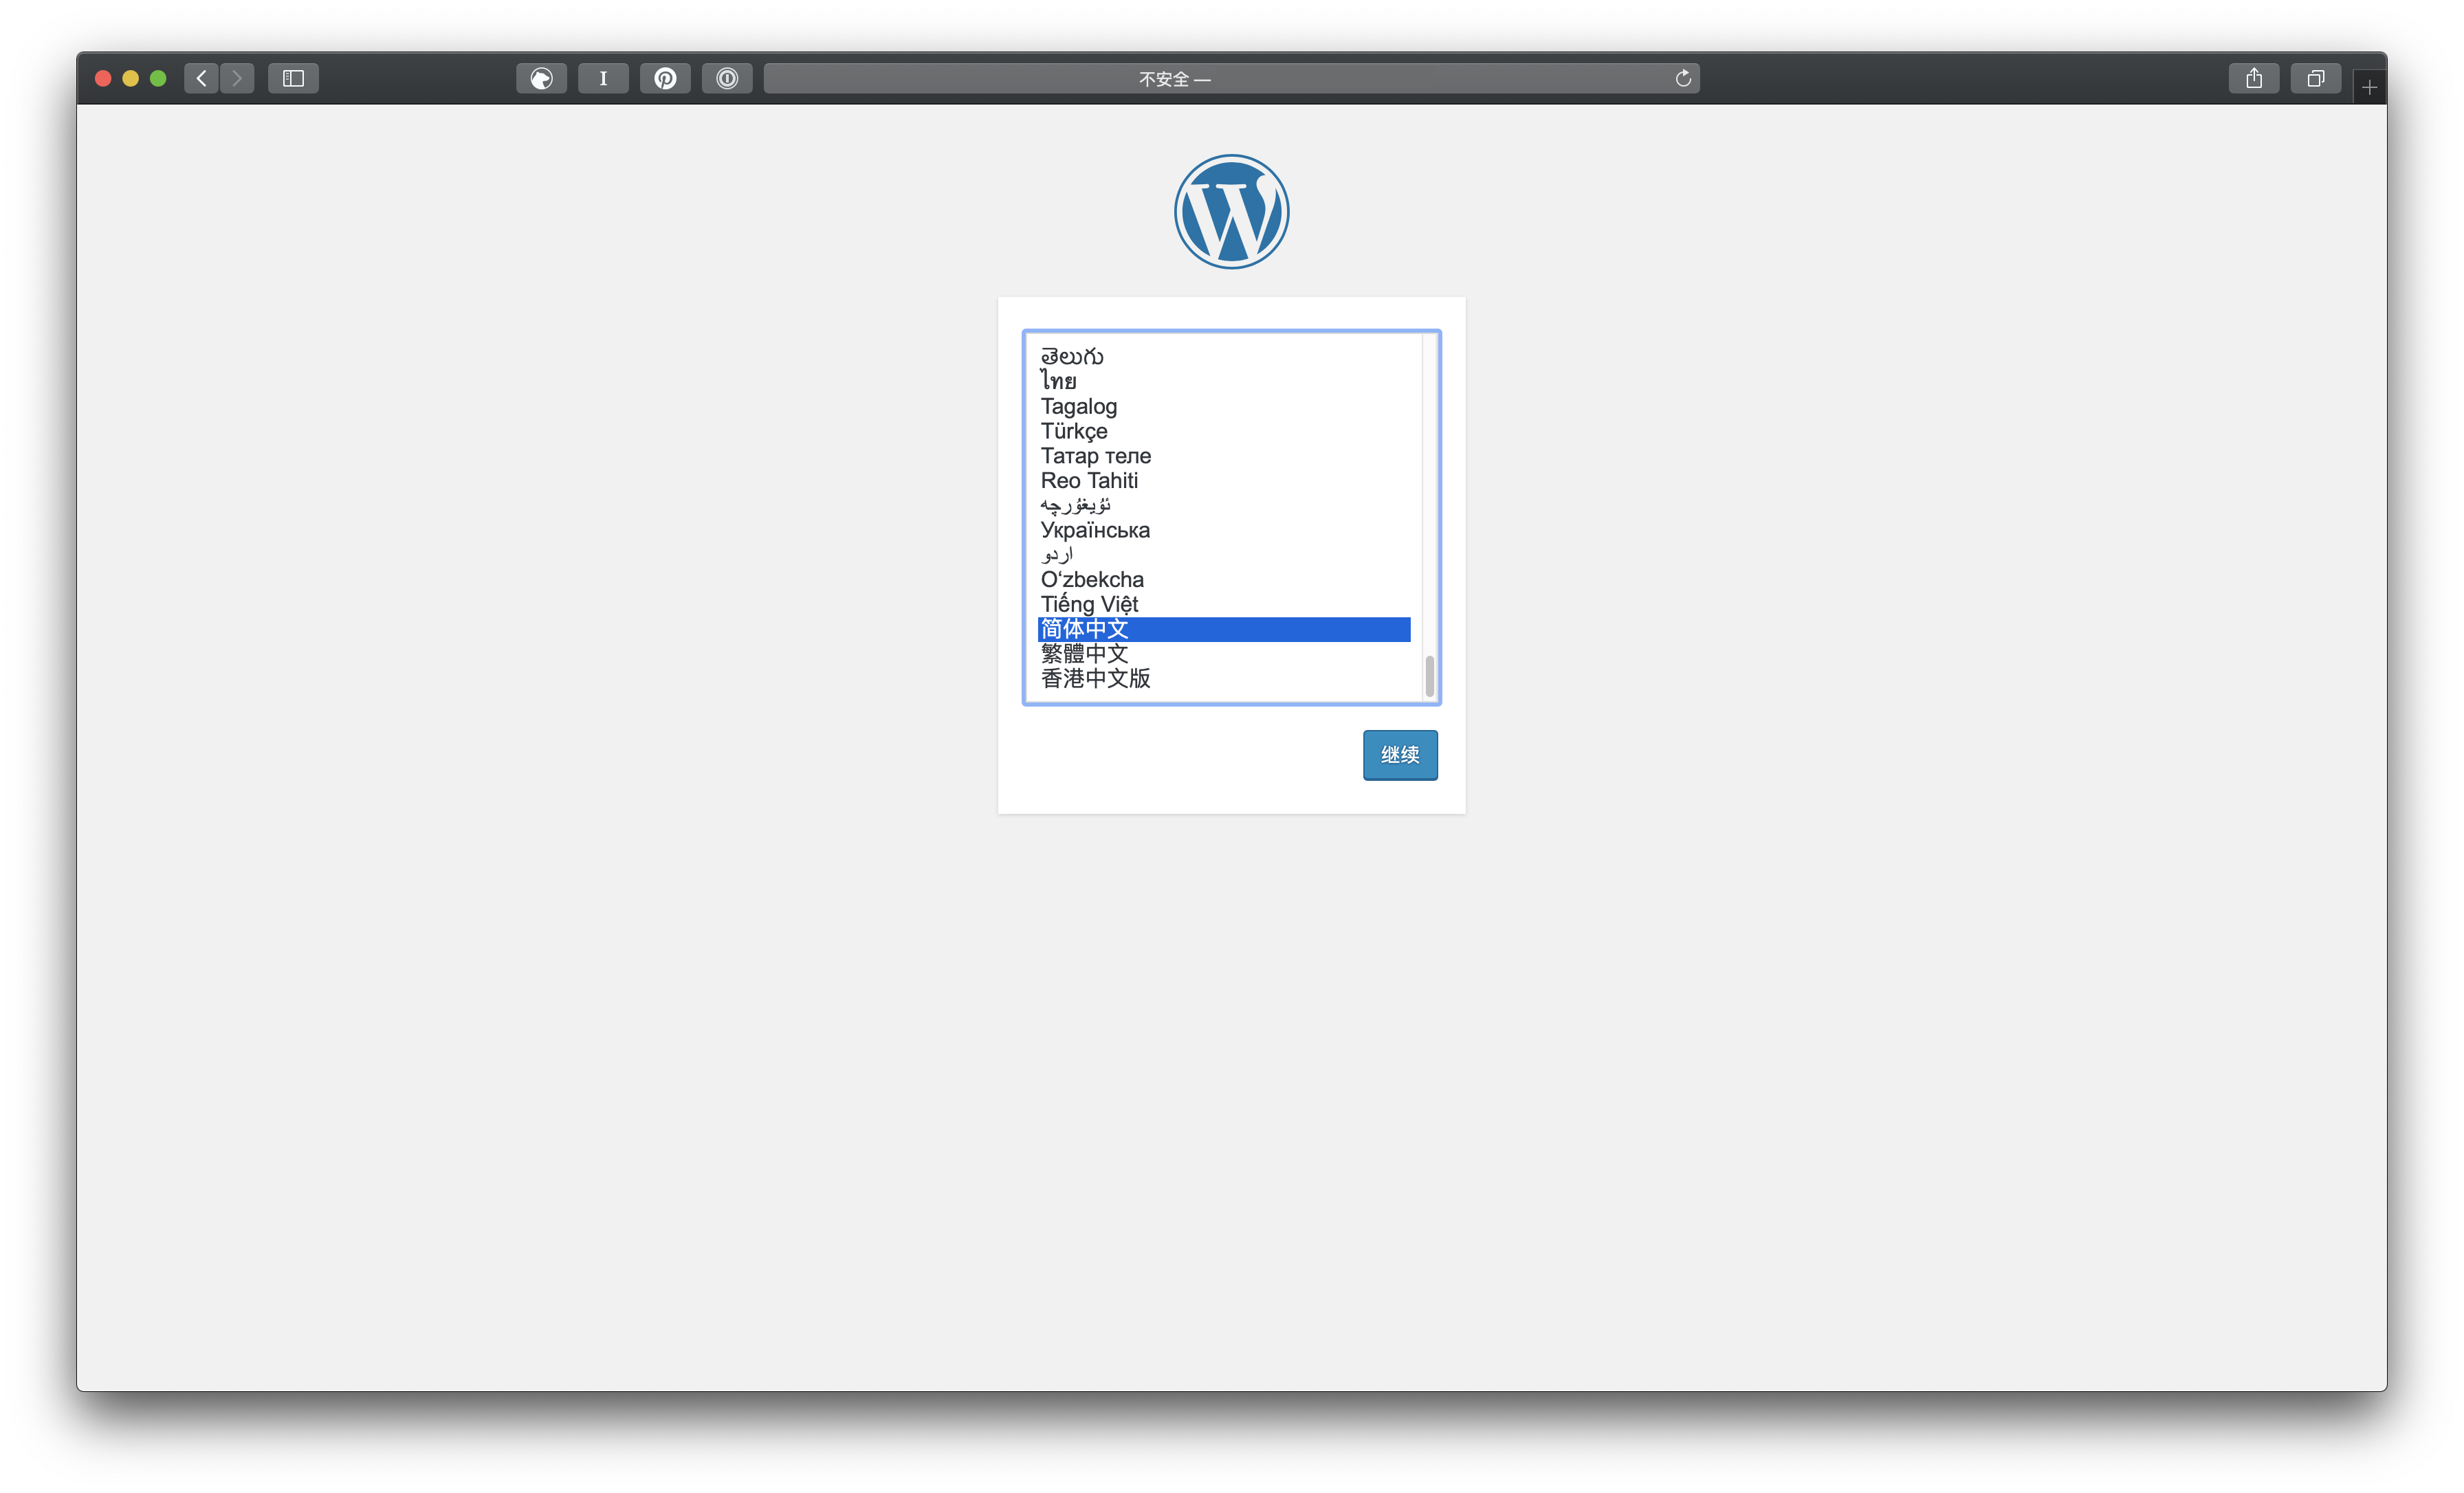 不安全 —
తెలుగు
ไทย
Tagalog
Türkçe
Татар теле
Reo Tahiti
ئۇيغۇرچە
Українська
اردو
O‘zbekcha
Tiếng Việt
简体中文
繁體中文
香港中文版
继续